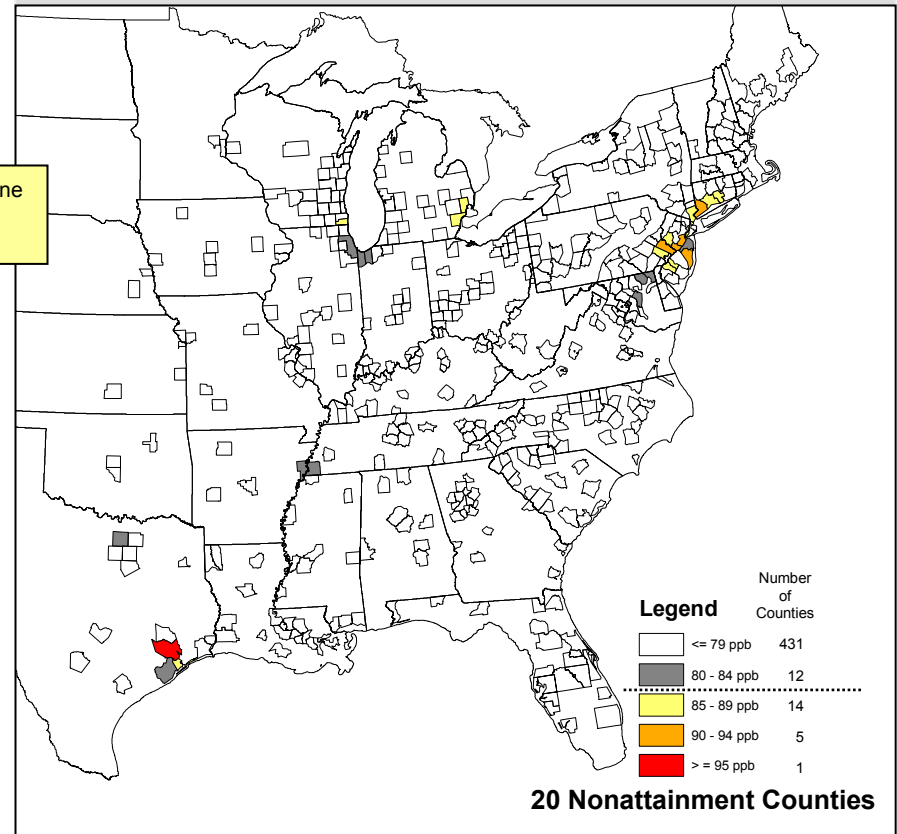 ne
Number
of
Counties
Legend
<= 79 ppb 431
80 - 84 ppb 12
85 - 89 ppb 14
90 - 94 ppb 5
> = 95 ppb 1
20 Nonattainment Counties